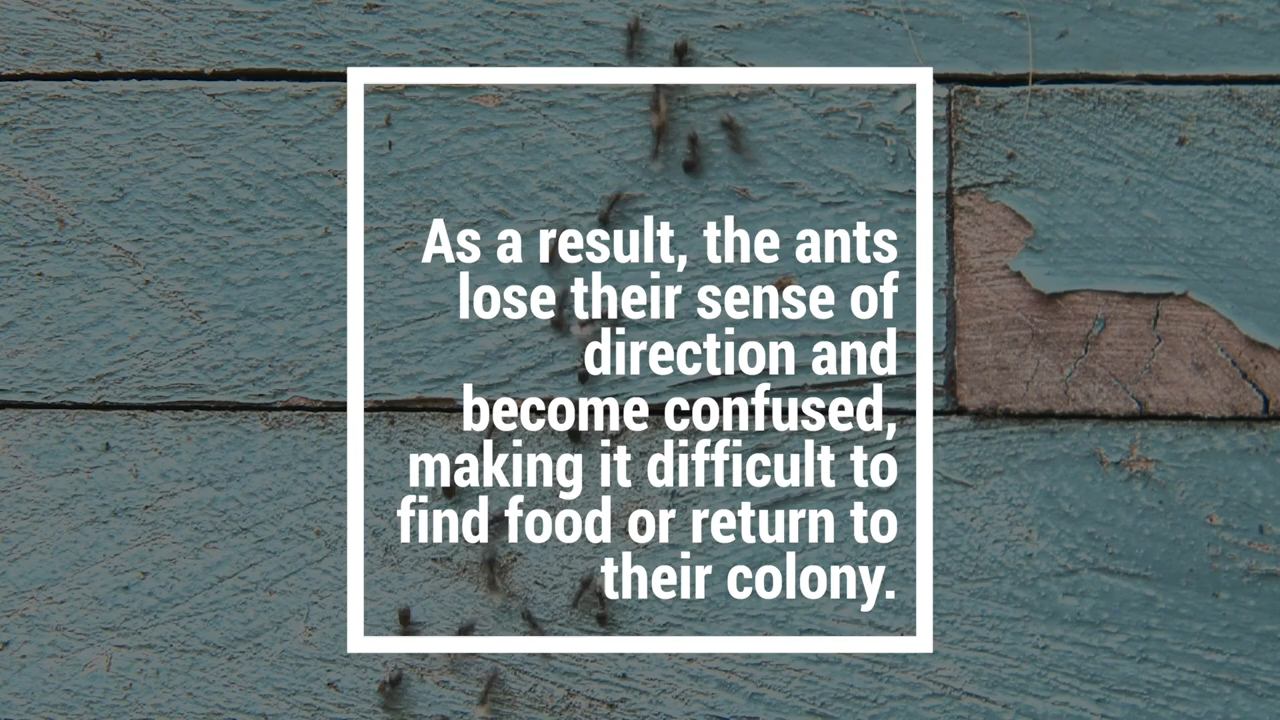 As a result, the ants
lose their sense of
direction and
become confused,
making it difficult to
find food or return to
their colony.